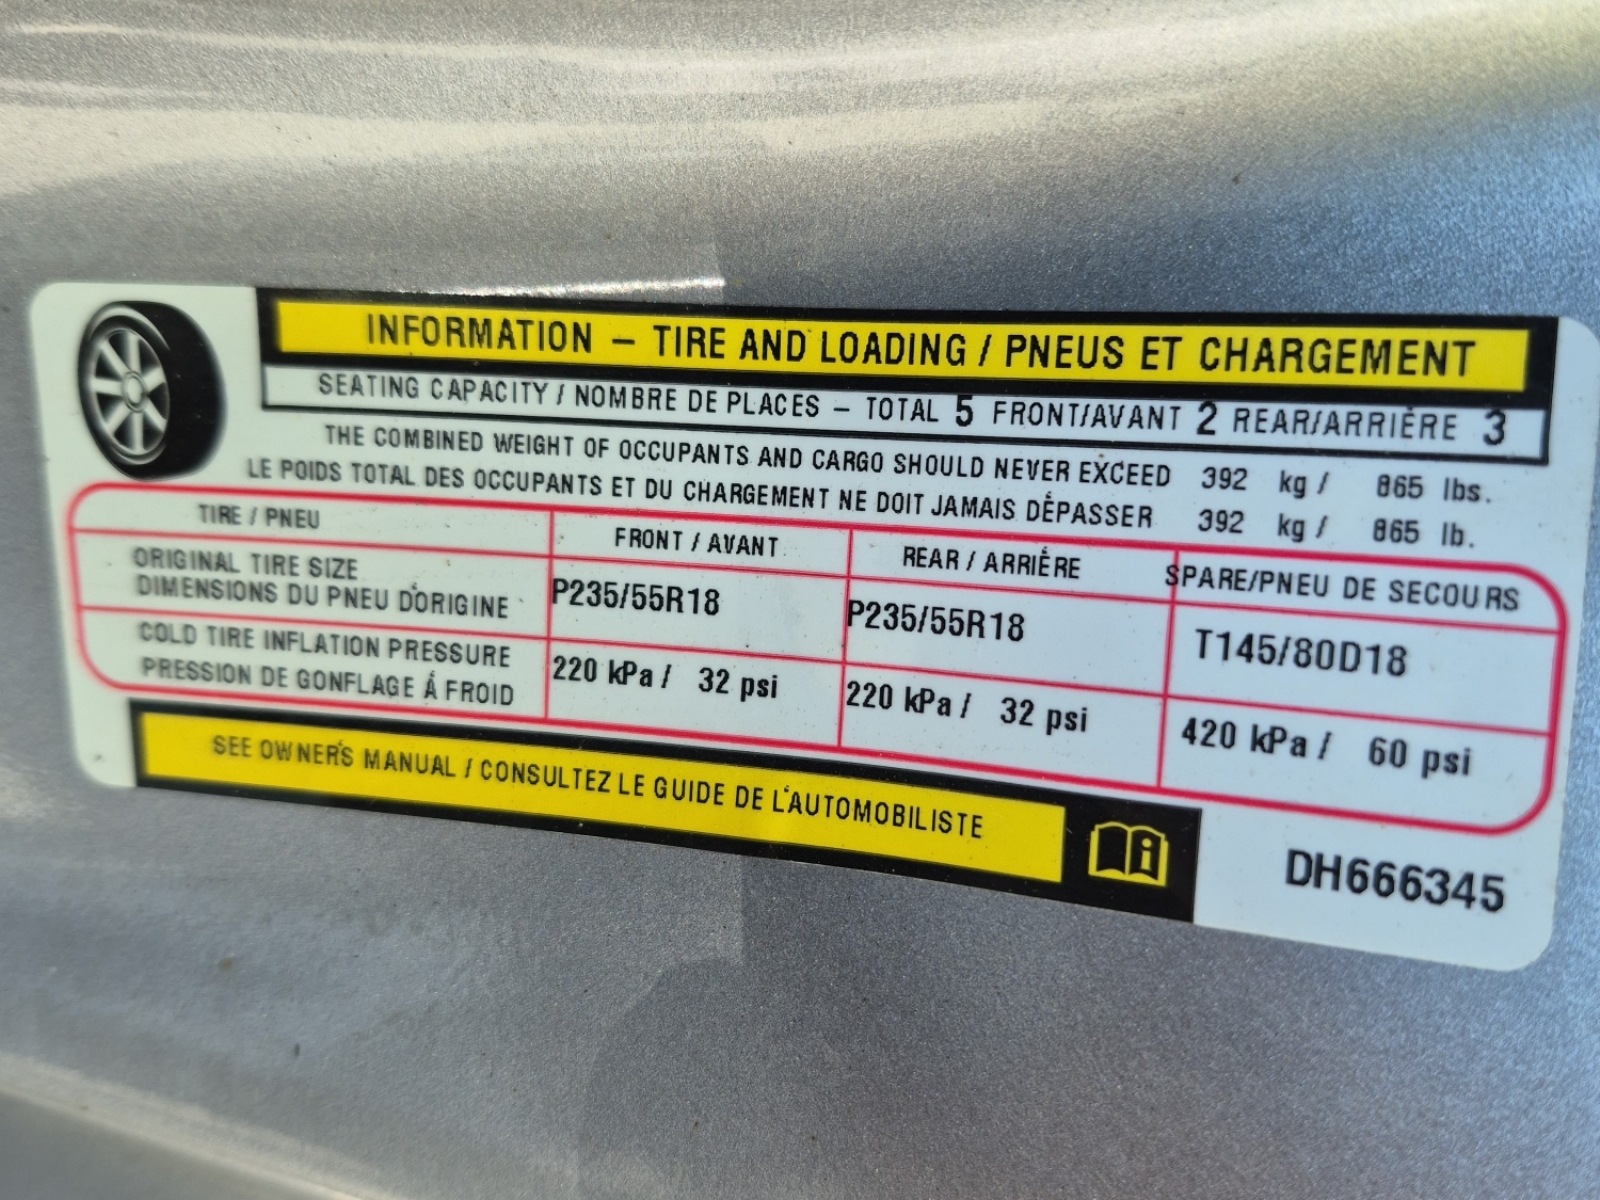 INFORMATION – TIRE AND LOADING / PNEUS ET CHARGEMENT
SEATING CAPACITY / NOMBRE DE PLACES – TOTAL 5 FRONT/AVANT 2 REAR/ARRIÈRE 3
THE COMBINED WEIGHT OF OCCUPANTS AND CARGO SHOULD NEVER EXCEED 392 kg / 865 lbs.
LE POIDS TOTAL DES OCCUPANTS ET DU CHARGEMENT NE DOIT JAMAIS DÉPASSER 392 kg / 865 lb.
TIRE / PNEU FRONT / AVANT REAR / ARRIÈRE SPARE/PNEU DE SECOURS
ORIGINAL TIRE SIZE
DIMENSIONS DU PNEU D'ORIGINE P235/55R18 P235/55R18 T145/80D18
COLD TIRE INFLATION PRESSURE
PRESSION DE GONFLAGE À FROID 220 kPa / 32 psi 220 kPa / 32 psi 420 kPa / 60 psi
SEE OWNER'S MANUAL / CONSULTEZ LE GUIDE DE L'AUTOMOBILISTE
DH666345